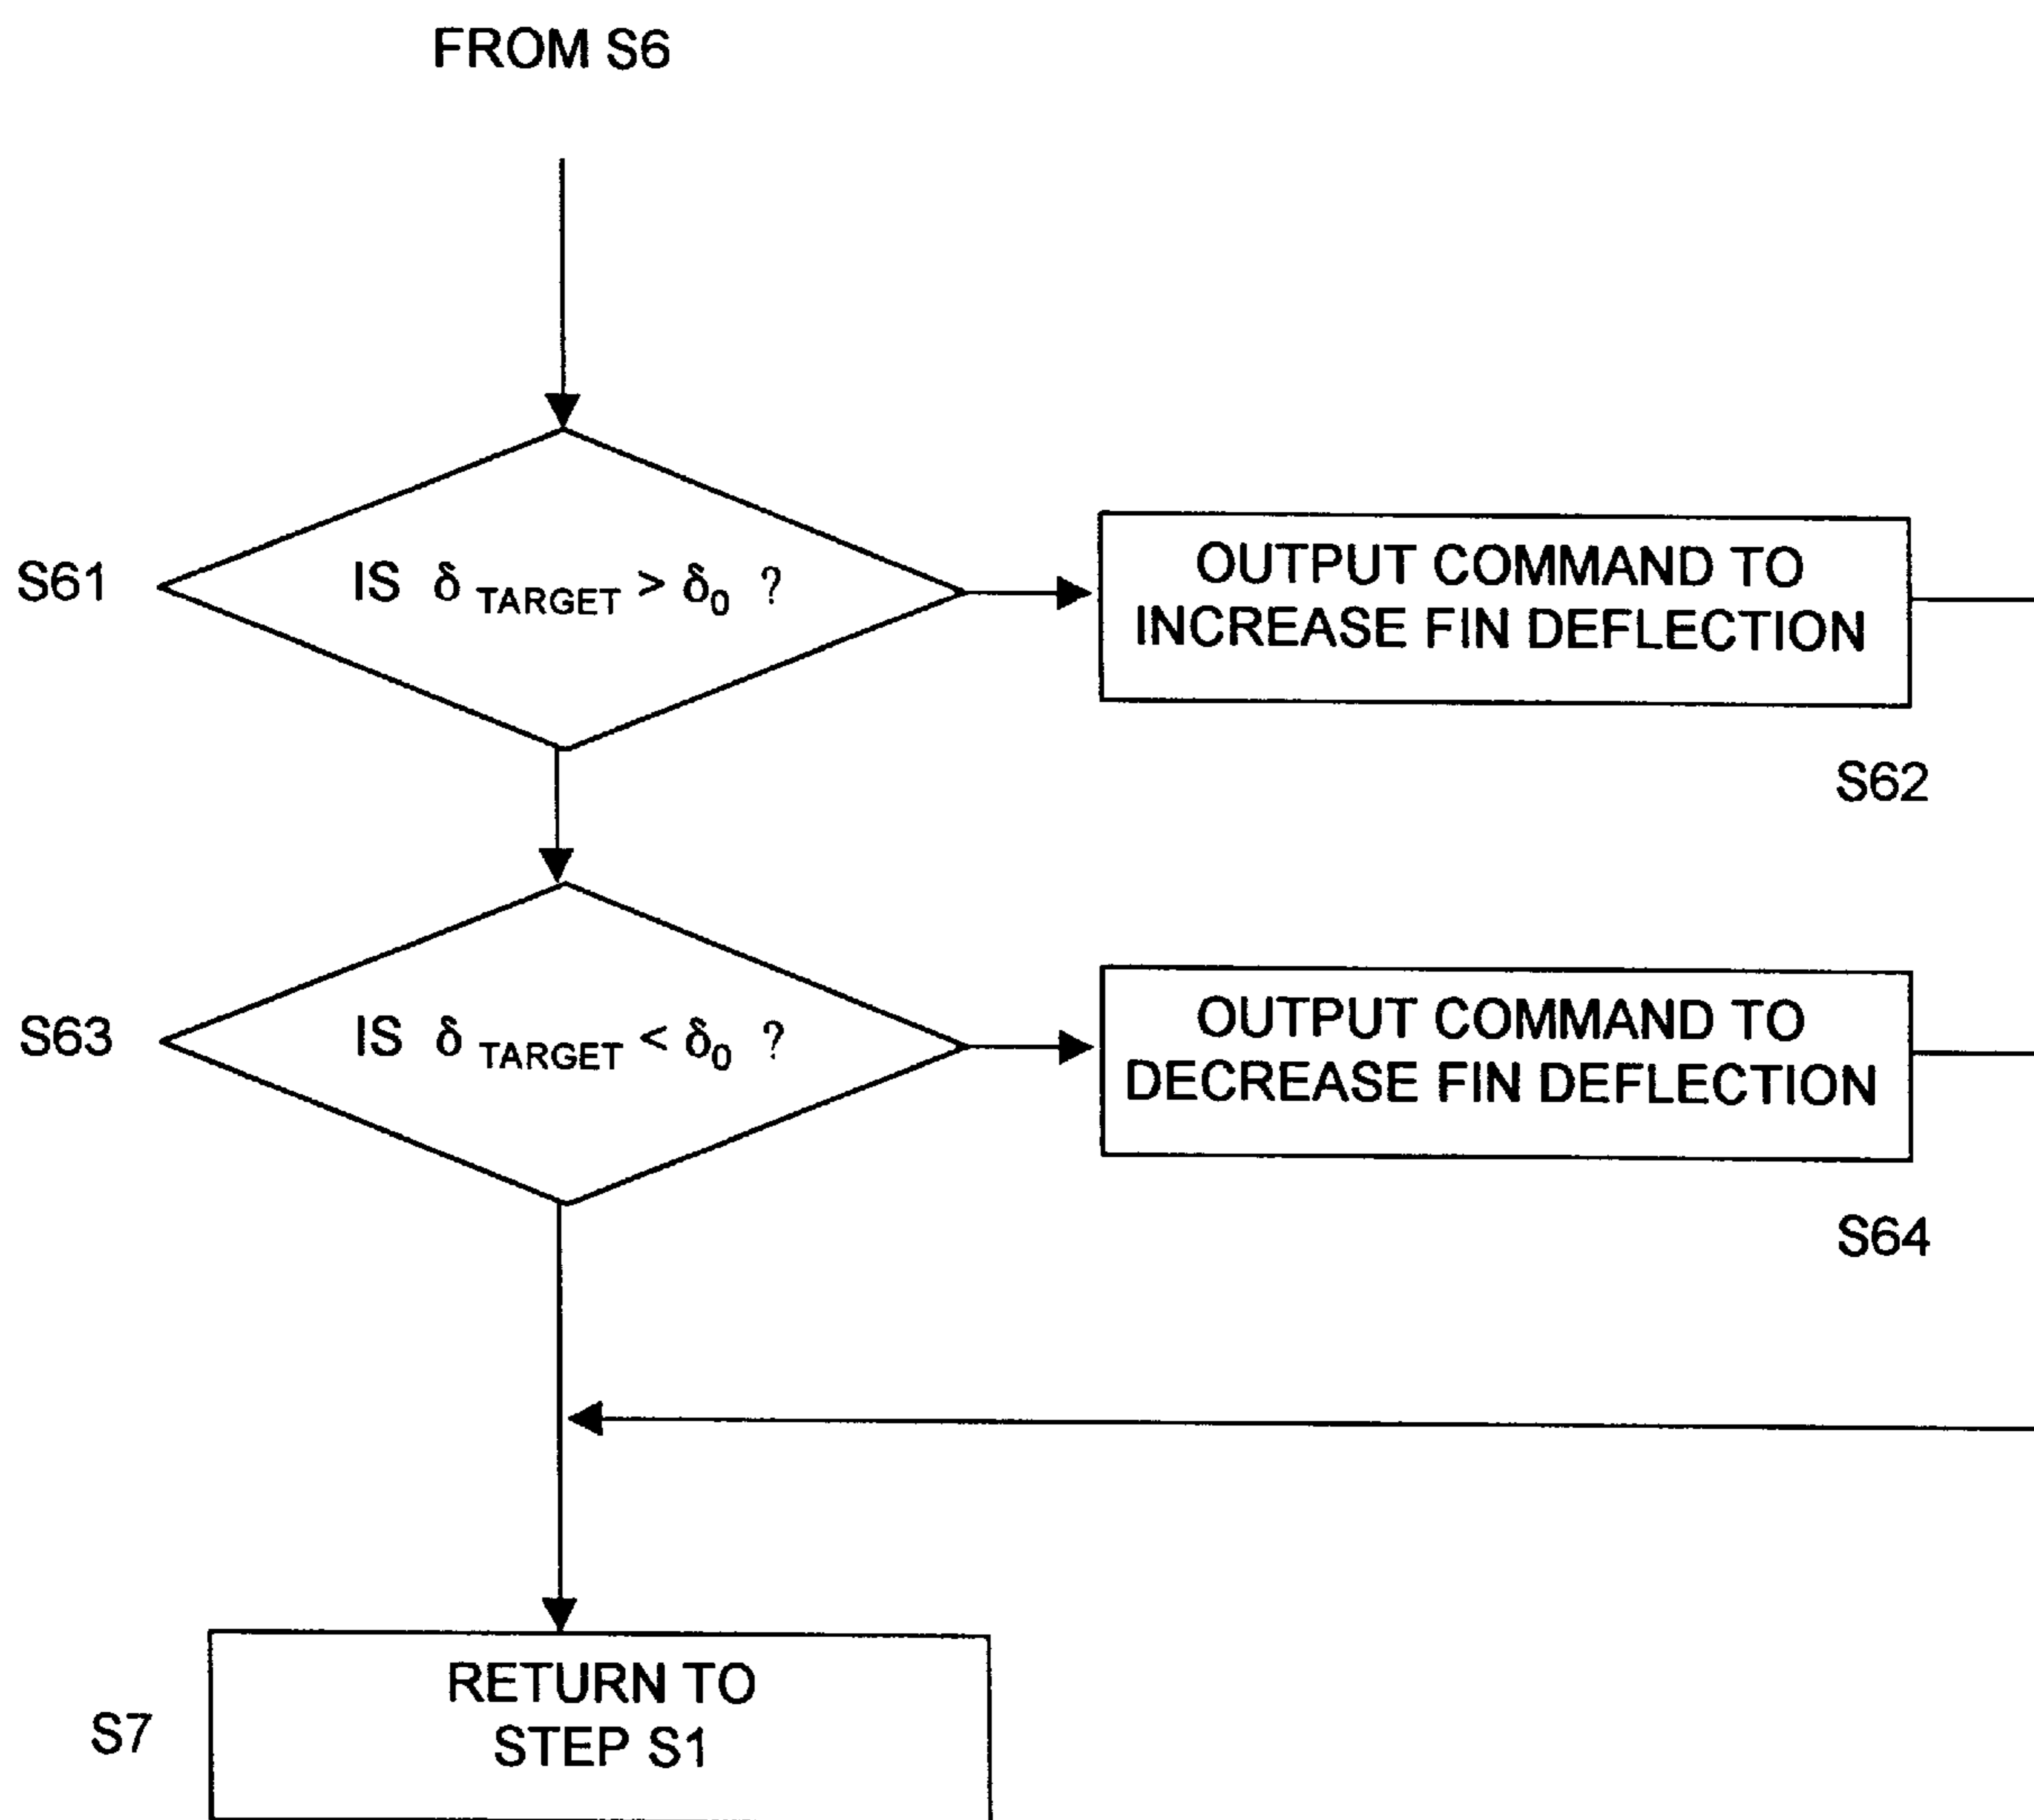 FROM S6
S61
IS δ TARGET > δ0 ?
OUTPUT COMMAND TO
INCREASE FIN DEFLECTION
S62
S63
IS δ TARGET < δ0 ?
OUTPUT COMMAND TO
DECREASE FIN DEFLECTION
S64
S7
RETURN TO
STEP S1